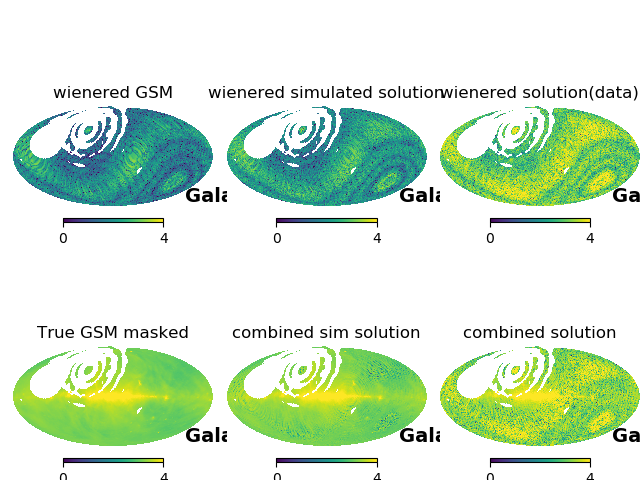 wienered GSM
wienered simulated solution
wienered solution(data)
Gala
Gala
Ga
0 4
0 4
0 4
True GSM masked
combined sim solution
combined solution
Gala
Gala
Ga
0 4
0 4
0 4